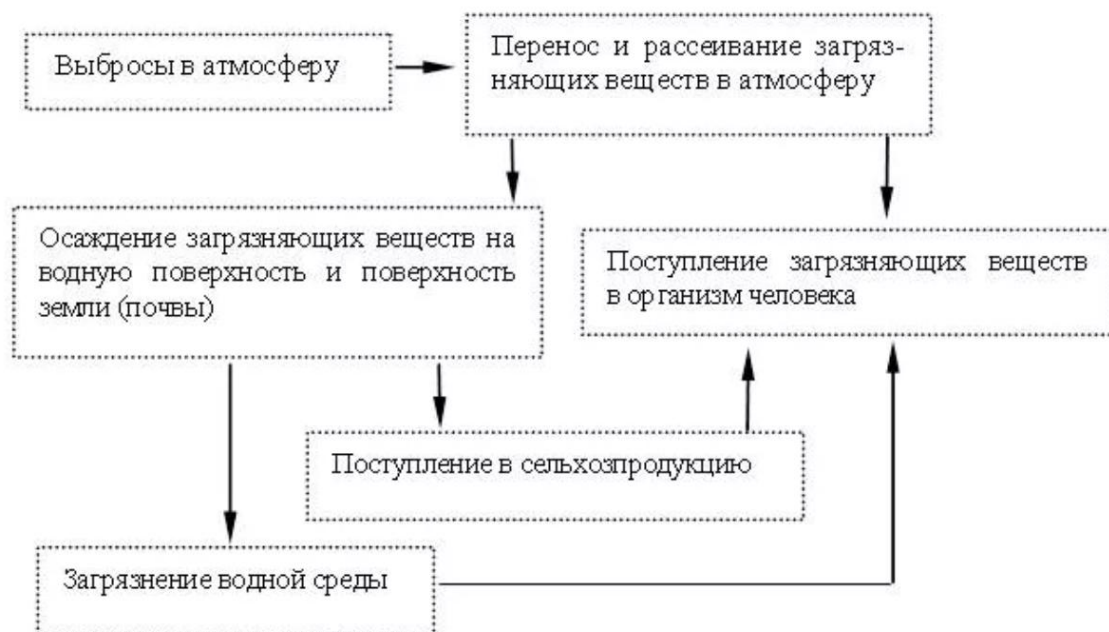 Выбросы в атмосферу
Перенос и рассеивание загряз-
няющих веществ в атмосферу
Осаждение загрязняющих веществ на
водную поверхность и поверхность
земли (почвы)
Поступление загрязняющих веществ
в организм человека
Поступление в сельхозпродукцию
Загрязнение водной среды